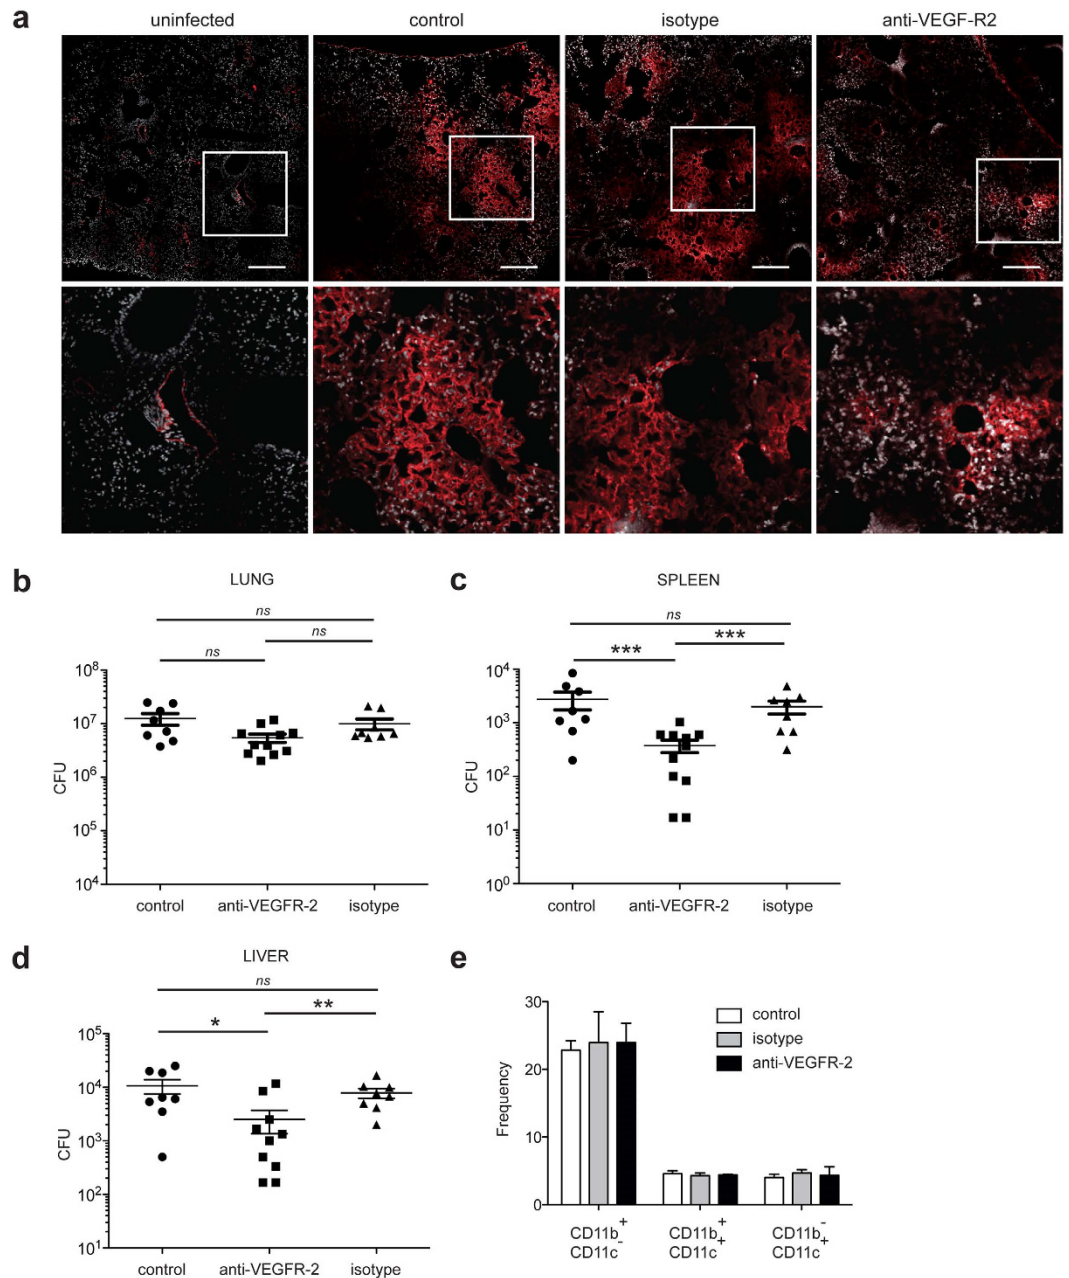 a
uninfected control isotype anti-VEGF-R2
b
LUNG
ns
ns
ns
CFU
10⁸
10⁷
10⁶
10⁵
10⁴
control anti-VEGFR-2 isotype
c
SPLEEN
ns
*** ***
CFU
10⁴
10³
10²
10¹
10⁰
control anti-VEGFR-2 isotype
d
LIVER
ns
* **
CFU
10⁵
10⁴
10³
10²
10¹
control anti-VEGFR-2 isotype
e
Frequency
30
20
10
0
control
isotype
anti-VEGFR-2
CD11b⁺ CD11b⁺ CD11b⁻
CD11c⁻ CD11c⁺ CD11c⁺